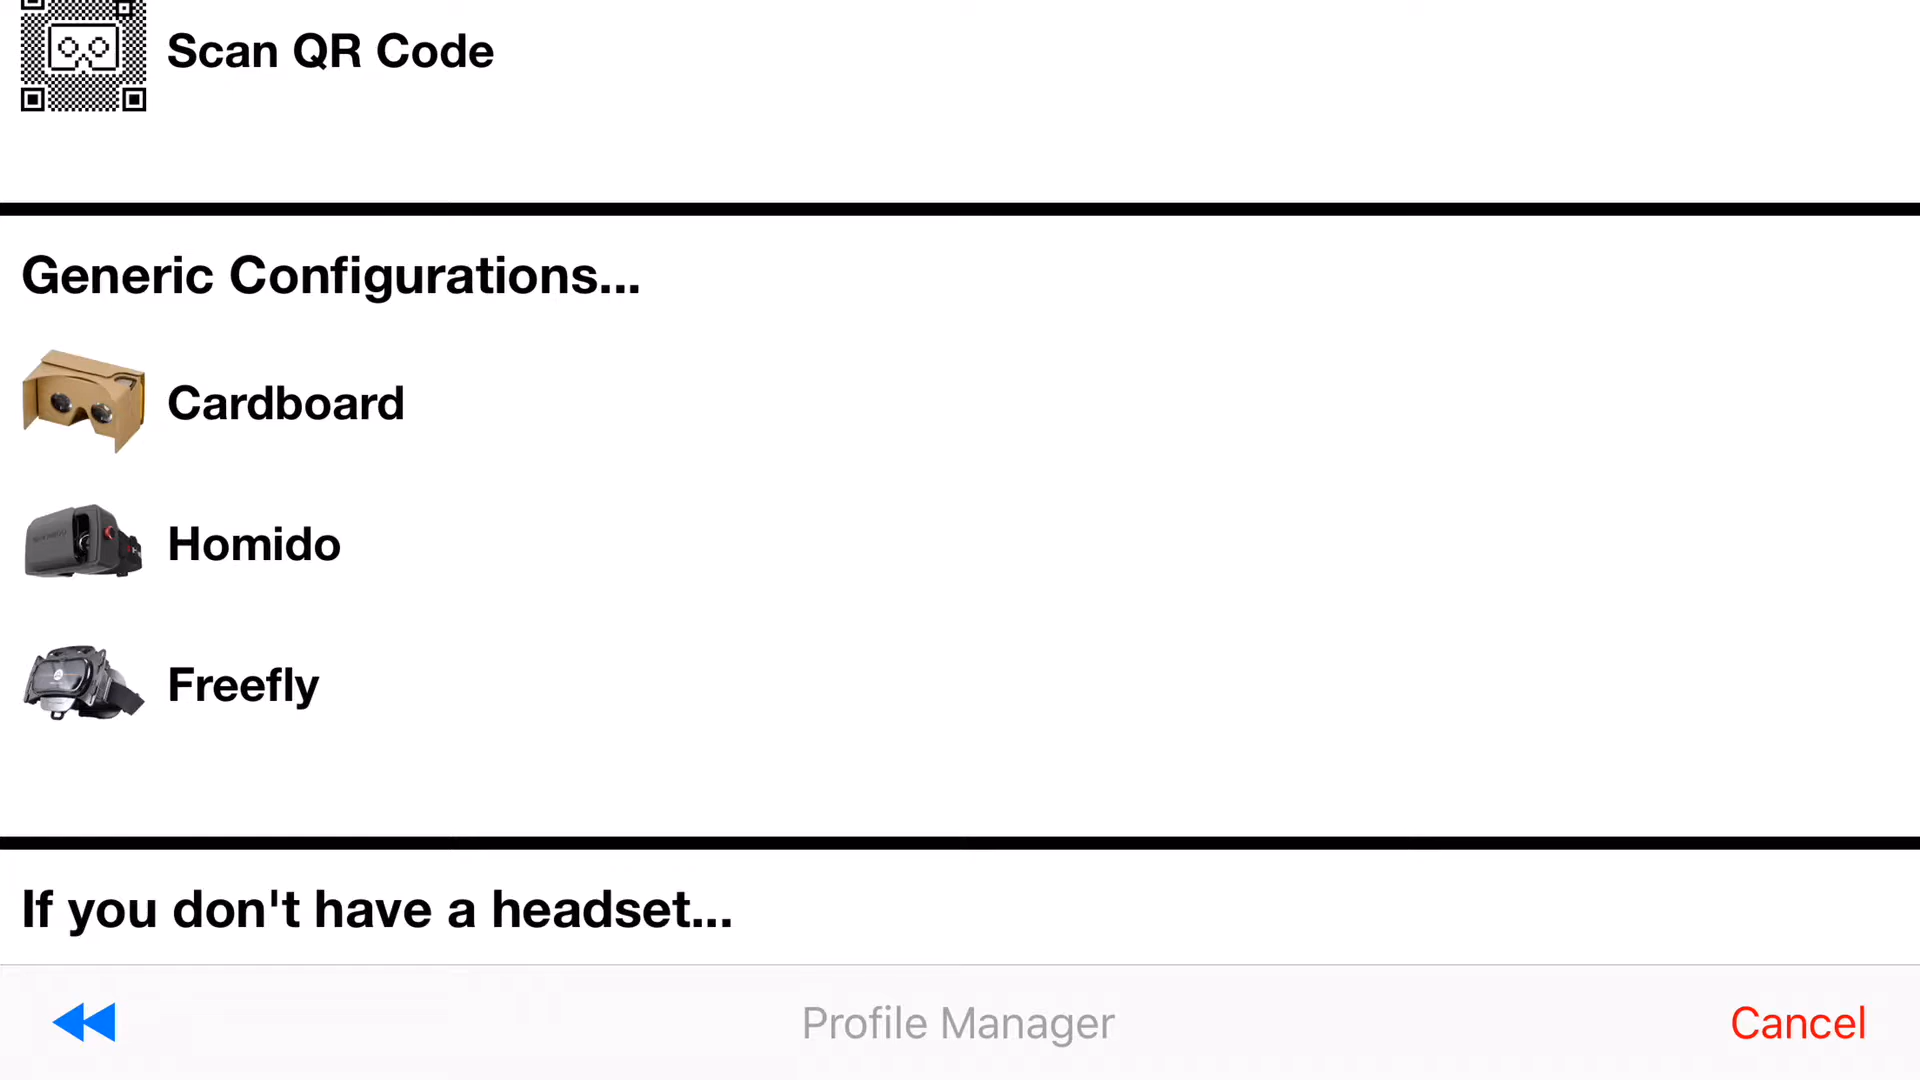 Scan QR Code
Generic Configurations...
Cardboard
Homido
Freefly
If you don't have a headset...
Profile Manager
Cancel